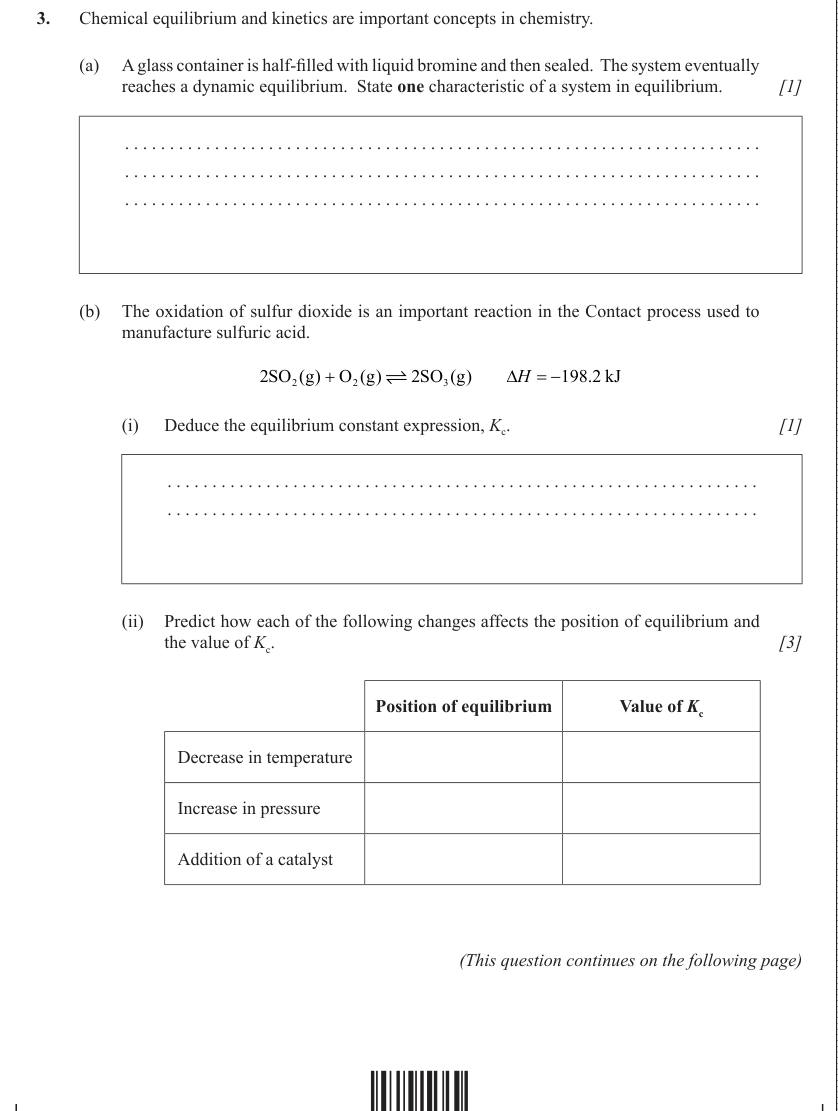 3. Chemical equilibrium and kinetics are important concepts in chemistry.
(a) A glass container is half-filled with liquid bromine and then sealed. The system eventually
reaches a dynamic equilibrium. State one characteristic of a system in equilibrium. [1]
(b) The oxidation of sulfur dioxide is an important reaction in the Contact process used to
manufacture sulfuric acid.
2SO₂(g) + O₂(g) ⇌ 2SO₃(g) ΔH = −198.2 kJ
(i) Deduce the equilibrium constant expression, K꜀. [1]
(ii) Predict how each of the following changes affects the position of equilibrium and
the value of K꜀. [3]
Position of equilibrium Value of K꜀
Decrease in temperature
Increase in pressure
Addition of a catalyst
(This question continues on the following page)